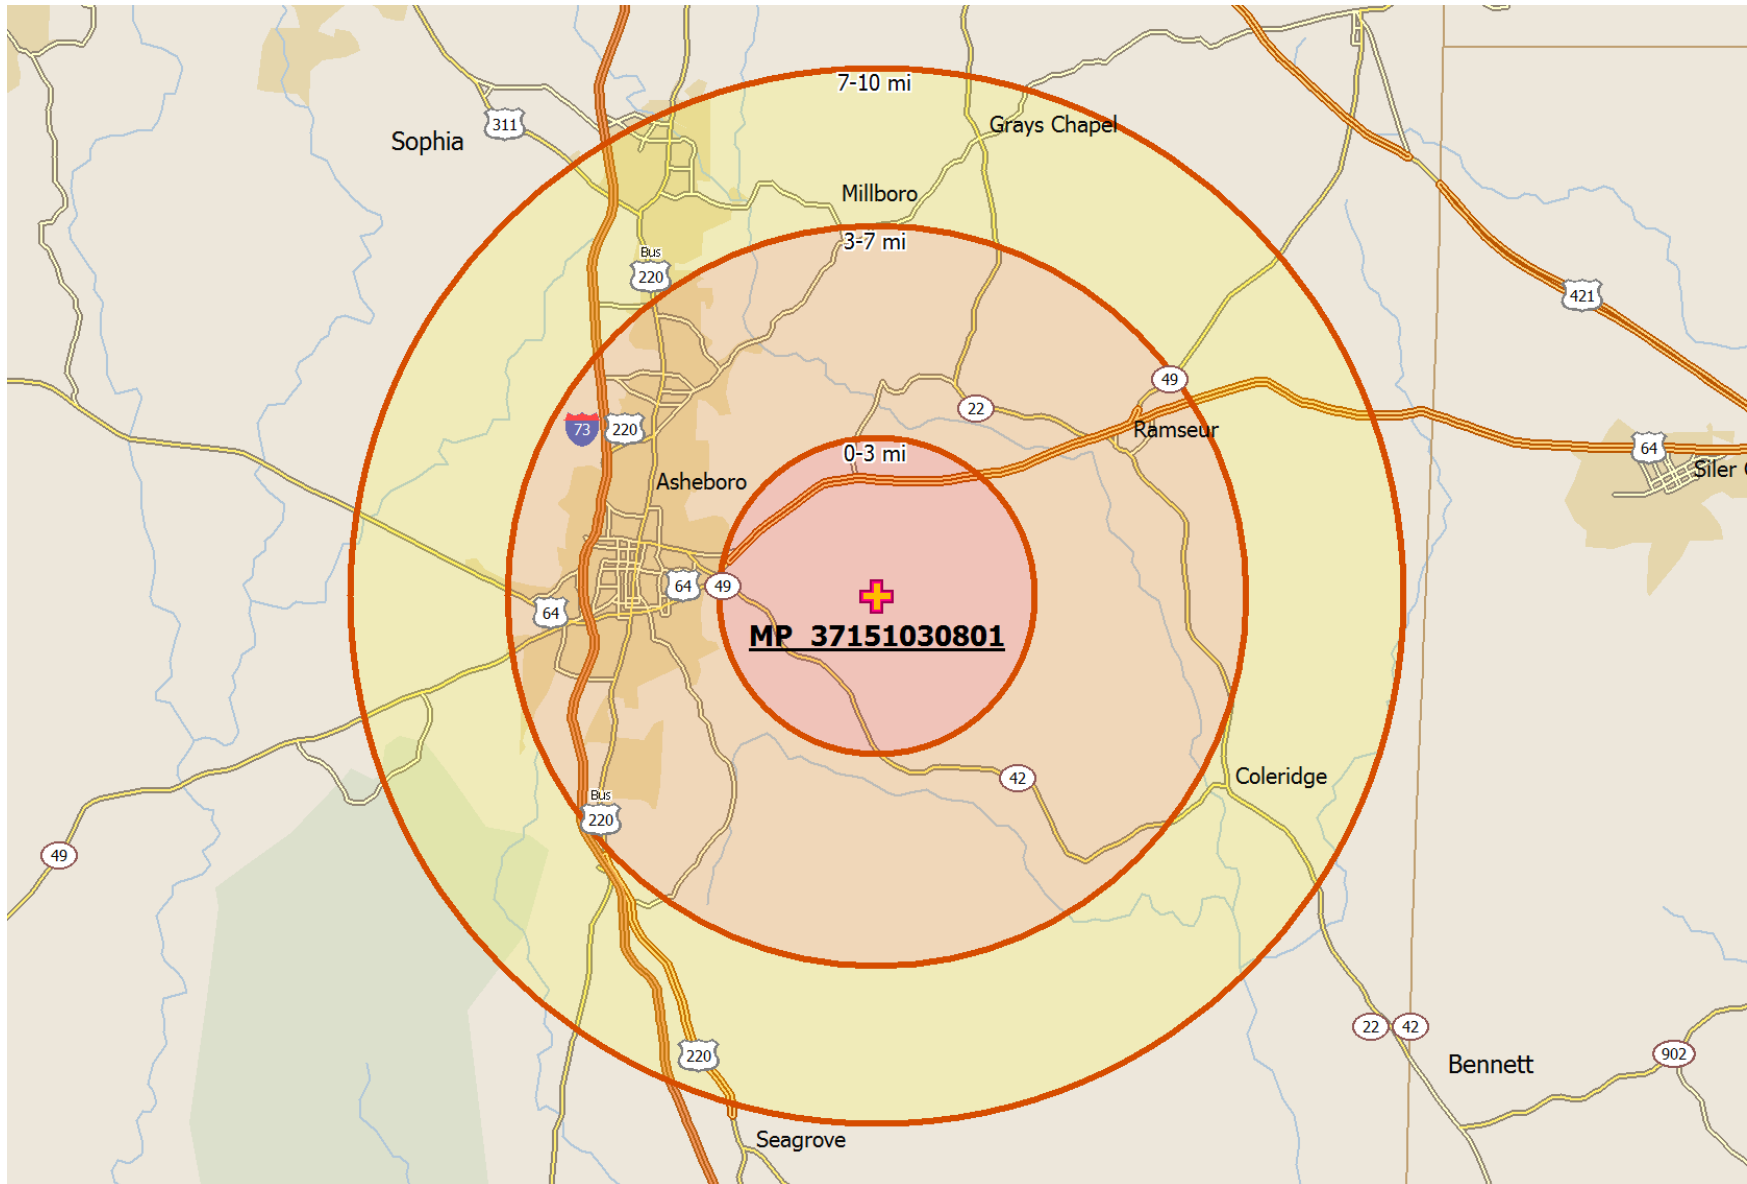 7-10 mi
Grays Chapel
311
Sophia
Millboro
3-7 mi
Bus
220
421
49
22
73
220
Ramseur
64
0-3 mi
Siler
Asheboro
64
49
64
MP 37151030801
42
Coleridge
Bus
220
49
22
42
220
902
Bennett
Seagrove